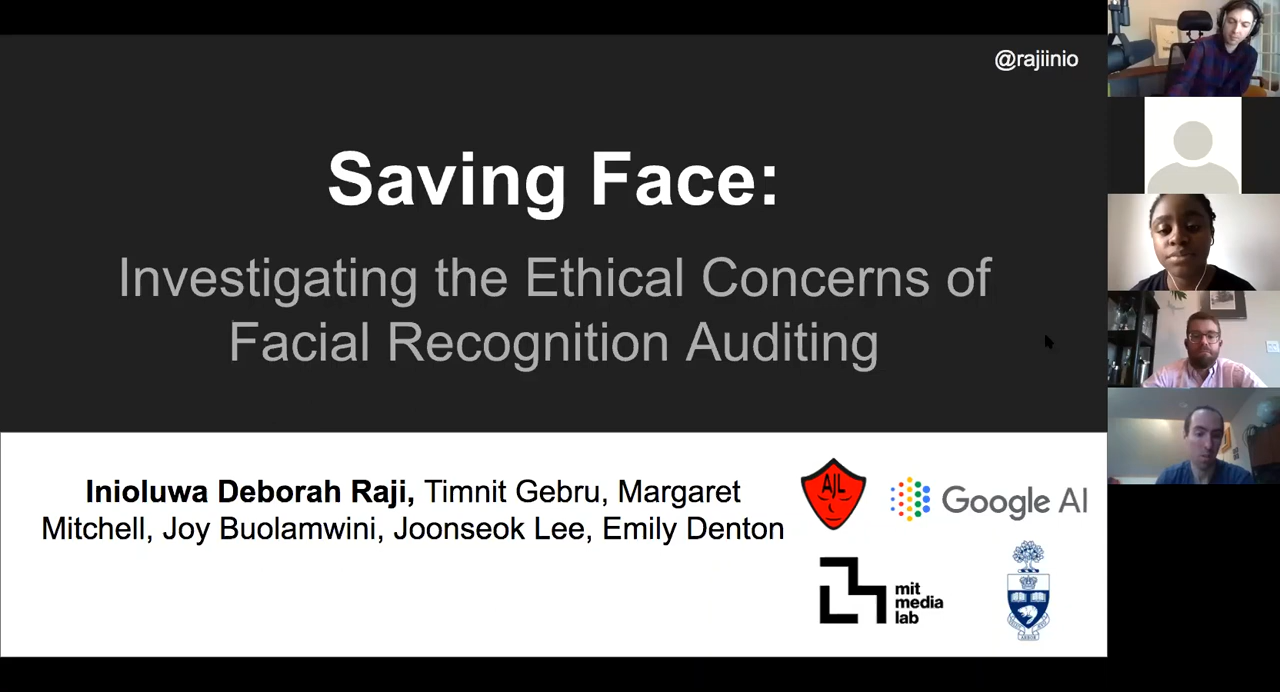 @rajiinio
Saving Face:
Investigating the Ethical Concerns of
Facial Recognition Auditing
Inioluwa Deborah Raji, Timnit Gebru, Margaret
Mitchell, Joy Buolamwini, Joonseok Lee, Emily Denton
AJL
Google AI
mit
media
lab